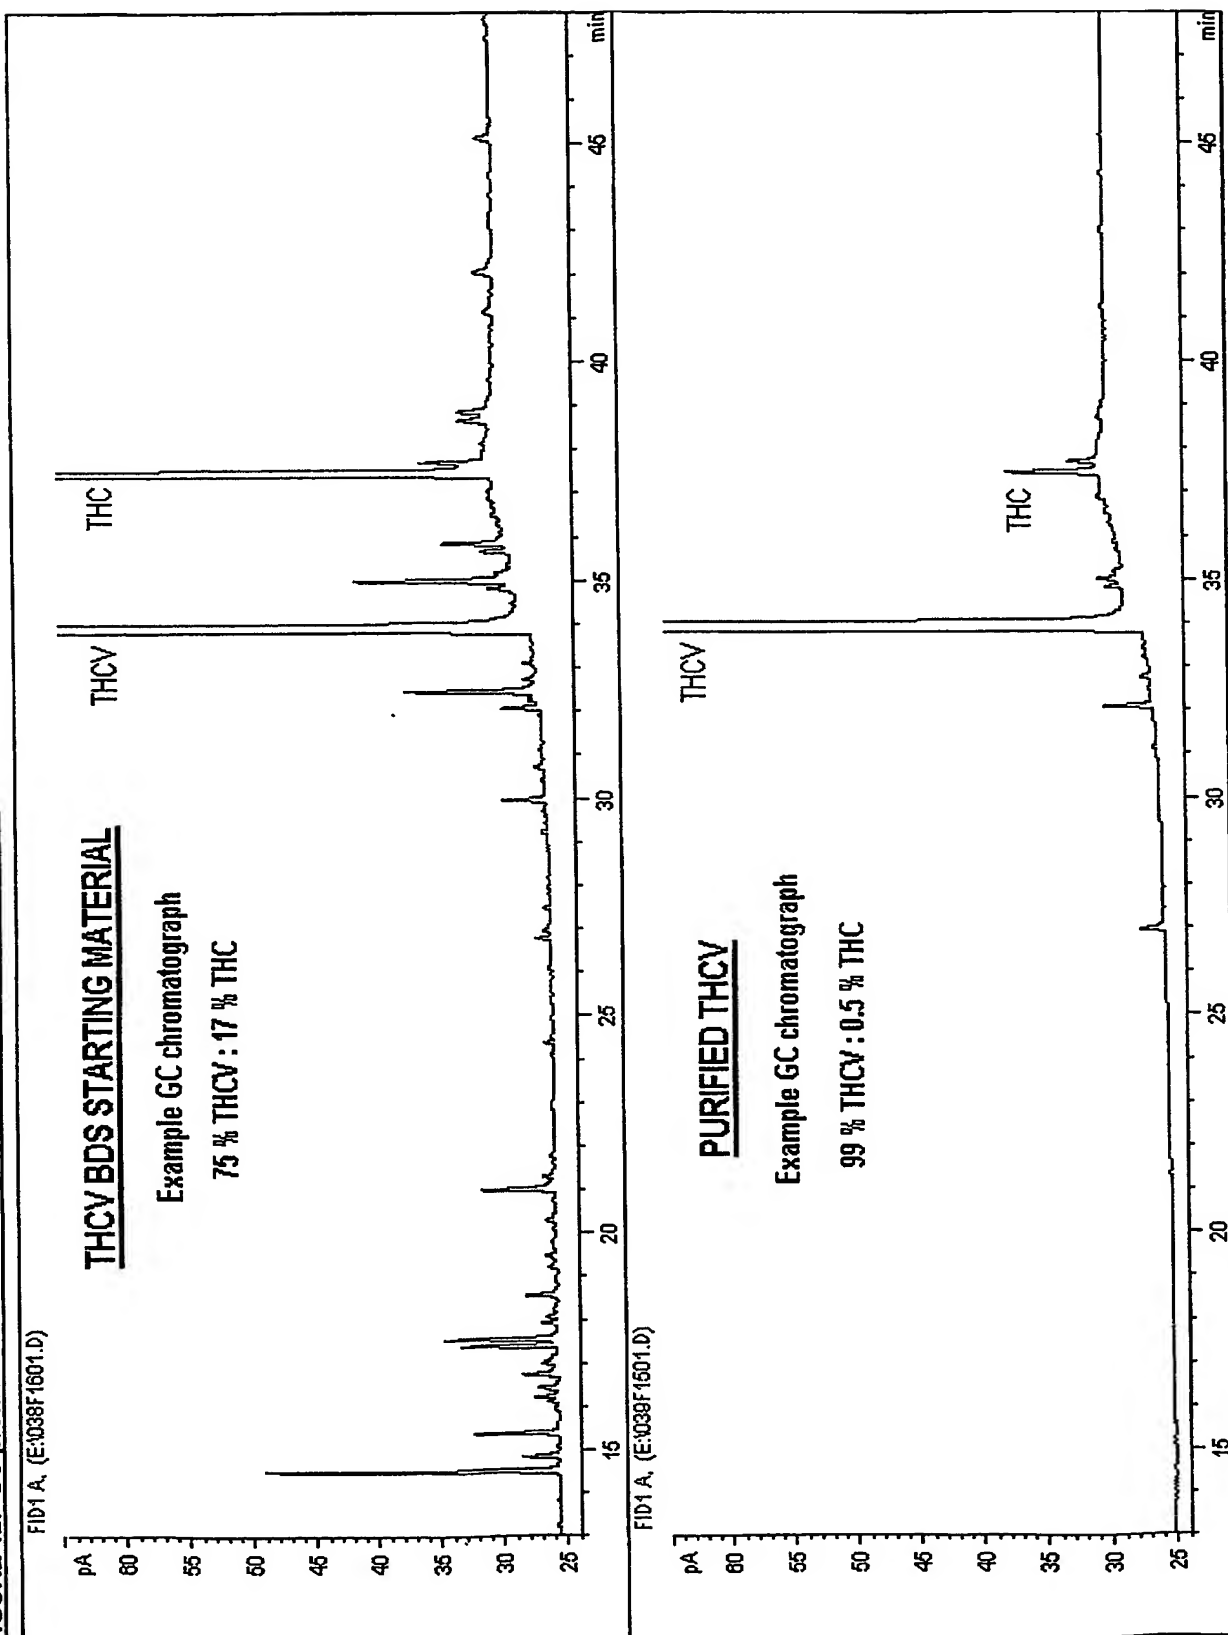 FID1 A, (E:\038F1601.D)
pA
60
55
50
45
40
35
30
25
THCV BDS STARTING MATERIAL
Example GC chromatograph
75 % THCV : 17 % THC
THCV
THC
15
20
25
30
35
40
45
min
FID1 A, (E:\039F1501.D)
pA
60
55
50
45
40
35
30
25
PURIFIED THCV
Example GC chromatograph
99 % THCV : 0.5 % THC
THCV
THC
15
20
25
30
35
40
45
min